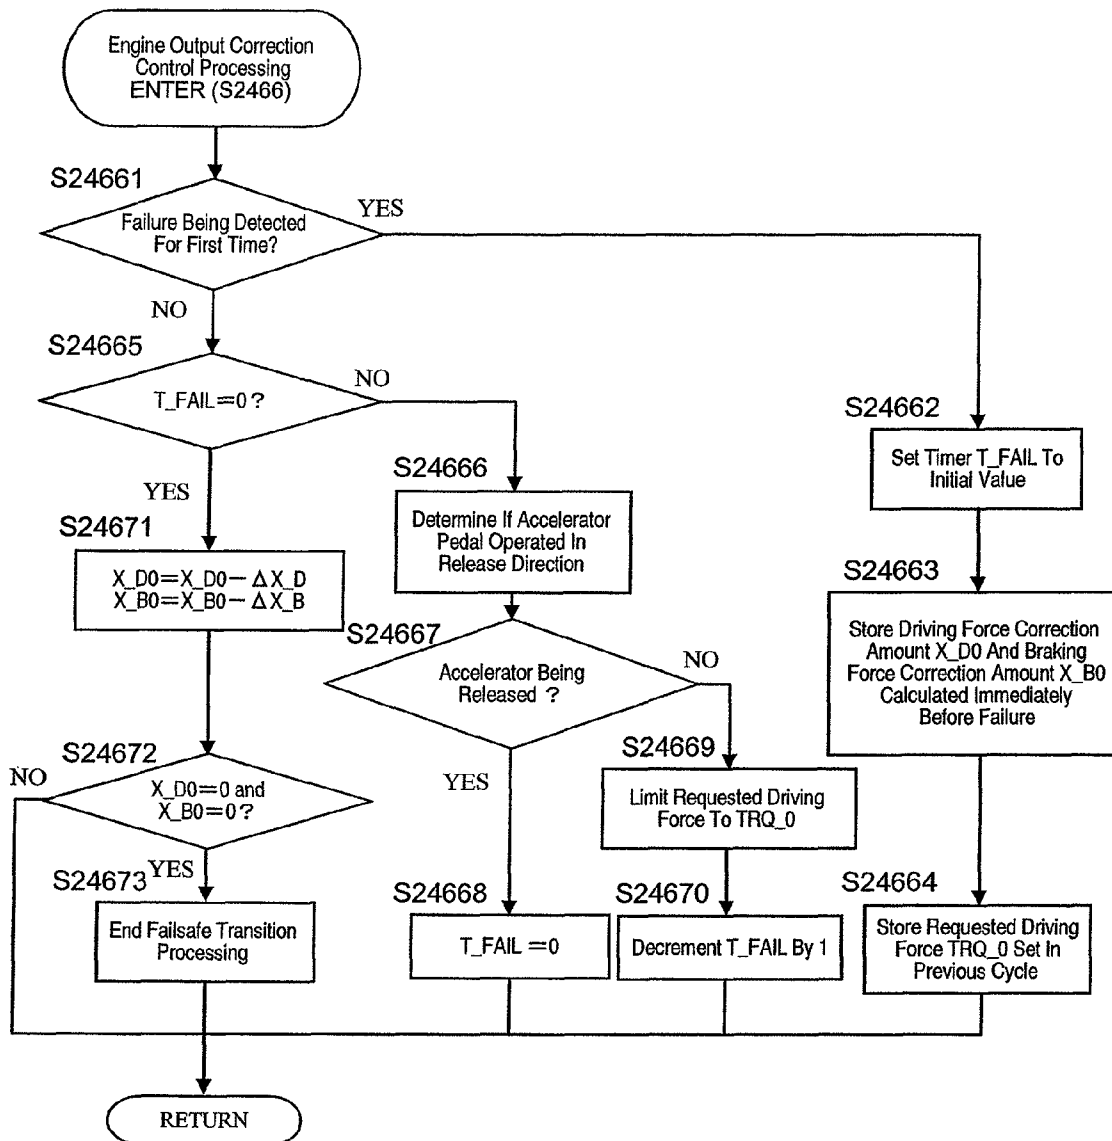 Engine Output Correction
Control Processing
ENTER (S2466)
S24661
Failure Being Detected
For First Time?
YES
NO
S24665
T_FAIL=0?
NO
YES
S24662
Set Timer T_FAIL To
Initial Value
S24666
Determine If Accelerator
Pedal Operated In
Release Direction
S24671
X_D0=X_D0-ΔX_D
X_B0=X_B0-ΔX_B
S24663
Store Driving Force Correction
Amount X_D0 And Braking
Force Correction Amount X_B0
Calculated Immediately
Before Failure
S24667
Accelerator Being
Released ?
NO
YES
S24672
X_D0=0 and
X_B0=0?
NO
YES
S24669
Limit Requested Driving
Force To TRQ_0
S24673
End Failsafe Transition
Processing
S24668
T_FAIL =0
S24670
Decrement T_FAIL By 1
S24664
Store Requested Driving
Force TRQ_0 Set In
Previous Cycle
RETURN